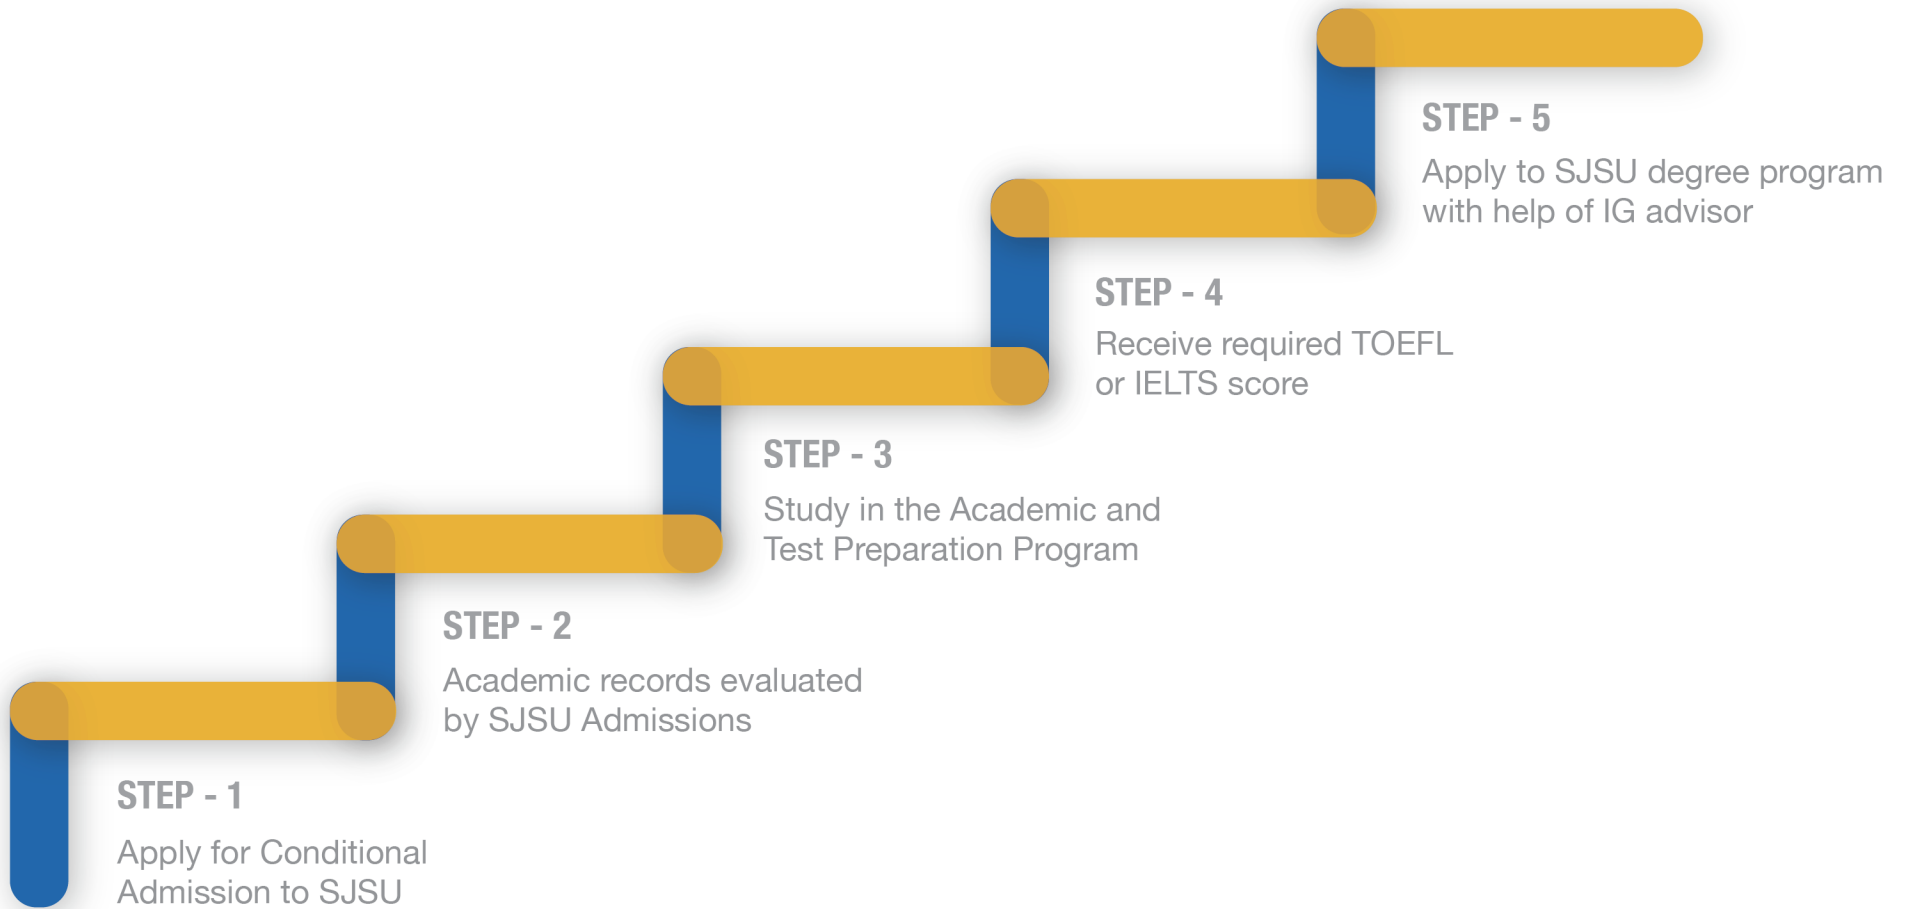 STEP - 1
Apply for Conditional
Admission to SJSU
STEP - 2
Academic records evaluated
by SJSU Admissions
STEP - 3
Study in the Academic and
Test Preparation Program
STEP - 4
Receive required TOEFL
or IELTS score
STEP - 5
Apply to SJSU degree program
with help of IG advisor